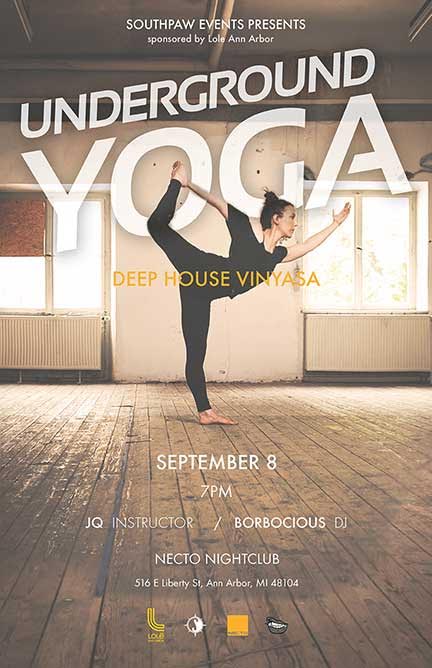 SOUTHPAW EVENTS PRESENTS
sponsored by Lole Ann Arbor
UNDERGROUND
YOGA
DEEP HOUSE VINYASA
SEPTEMBER 8
7PM
JQ INSTRUCTOR / BORBOCIOUS DJ
NECTO NIGHTCLUB
516 E Liberty St, Ann Arbor, MI 48104
LOLË